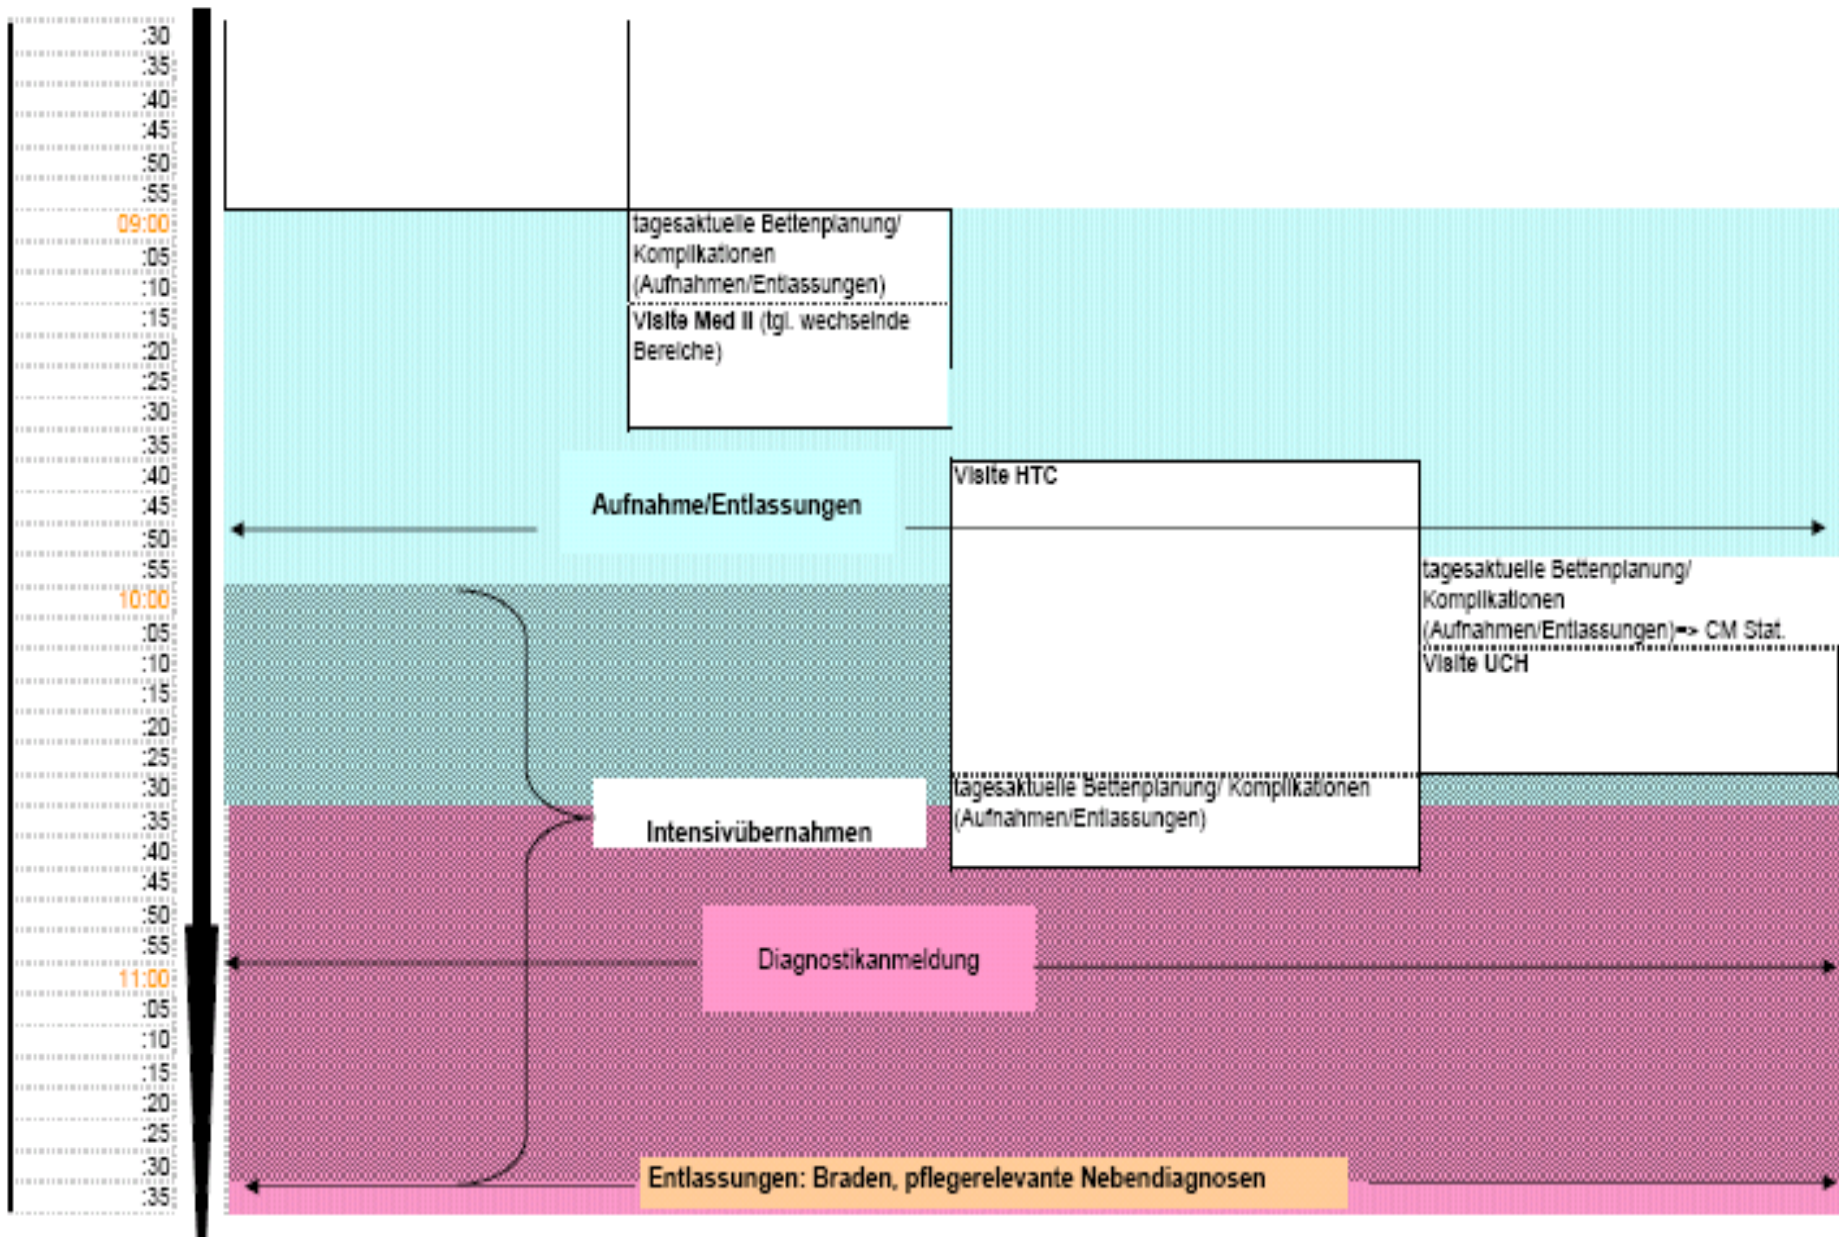 :30
:35
:40
:45
:50
:55
09:00
:05
:10
:15
:20
:25
:30
:35
:40
:45
:50
:55
10:00
:05
:10
:15
:20
:25
:30
:35
:40
:45
:50
:55
11:00
:05
:10
:15
:20
:25
:30
:35
tagesaktuelle Bettenplanung/
Komplikationen
(Aufnahmen/Entlassungen)
Visite Med II (tgl. wechselnde
Bereiche)
Aufnahme/Entlassungen
Visite HTC
tagesaktuelle Bettenplanung/
Komplikationen
(Aufnahmen/Entlassungen)=> CM Stat.
Visite UCH
tagesaktuelle Bettenplanung/ Komplikationen
(Aufnahmen/Entlassungen)
Intensivübernahmen
Diagnostikanmeldung
Entlassungen: Braden, pflegerelevante Nebendiagnosen